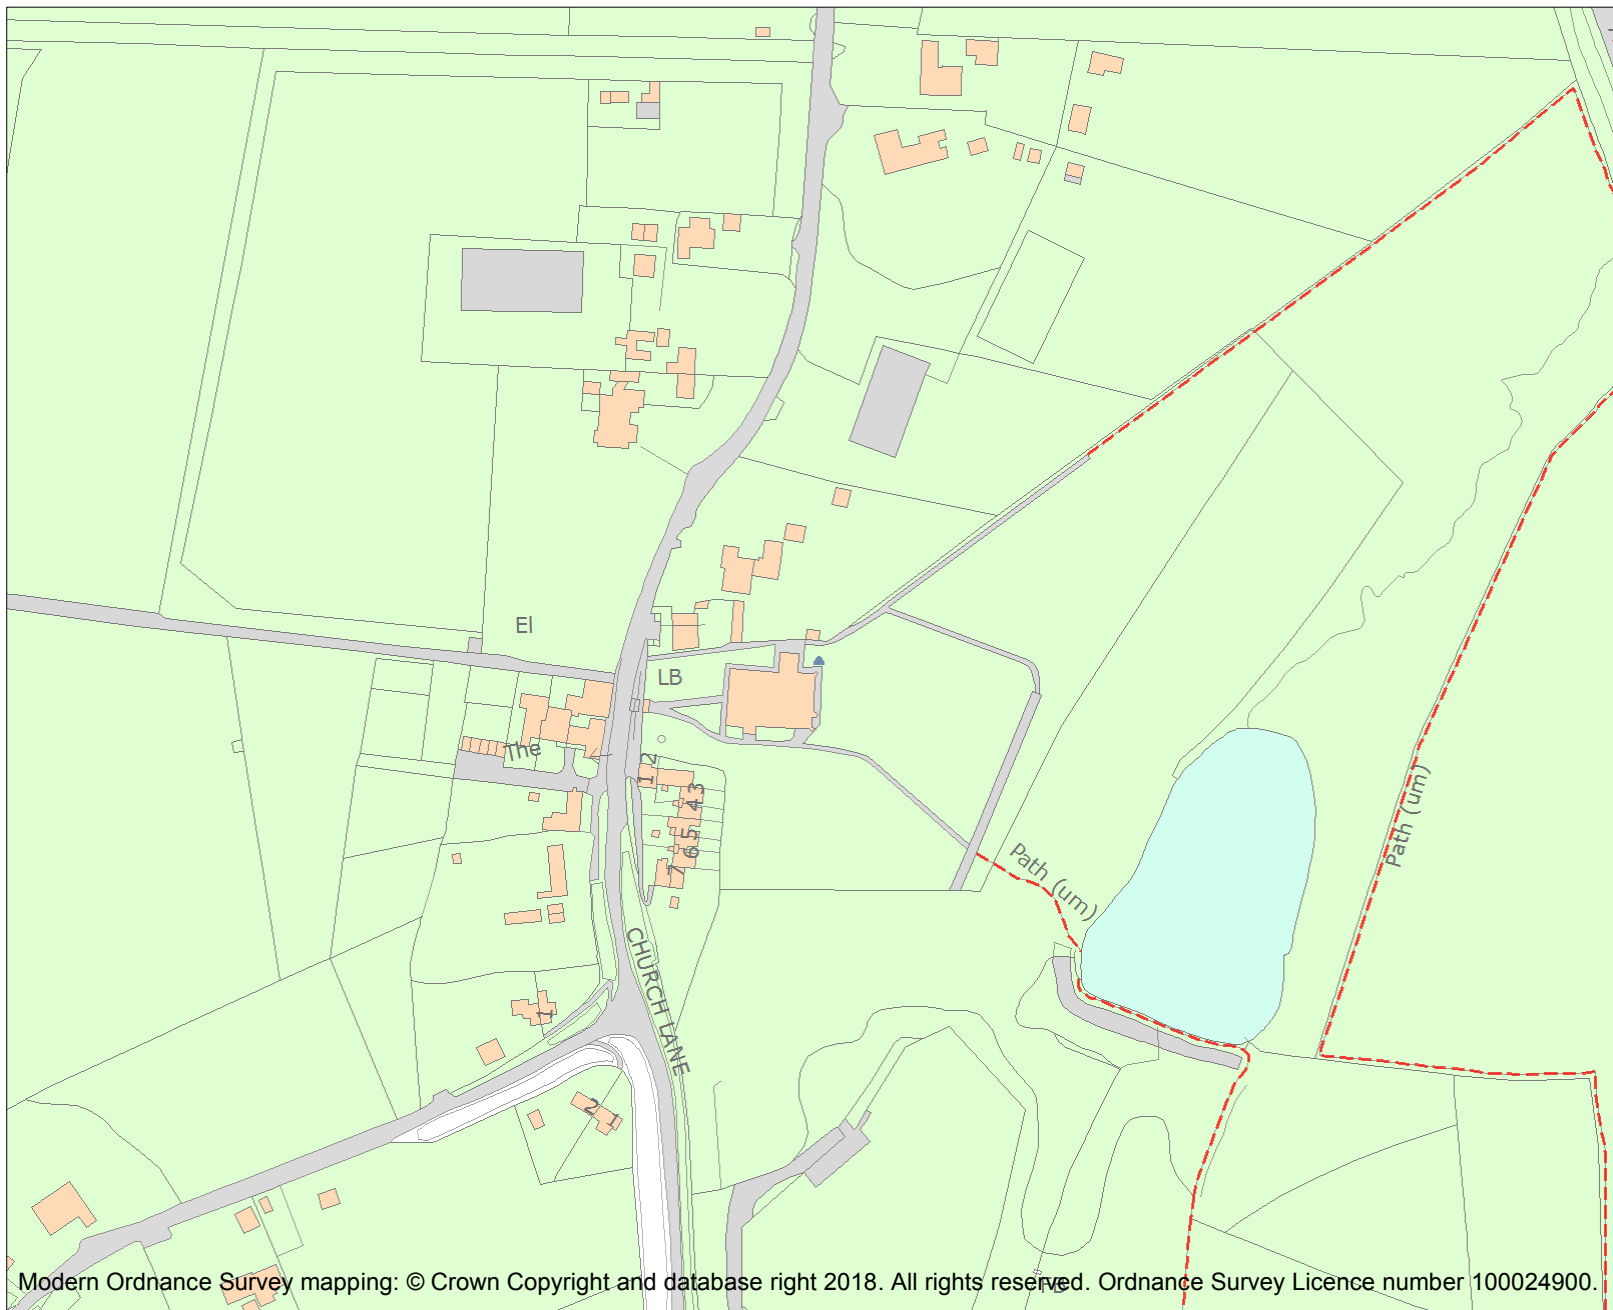 El
LB
The
1 2
4 3
6 5
7
Path (um)
Path (um)
CHURCH LANE
1
2 1
FB
Modern Ordnance Survey mapping: © Crown Copyright and database right 2018. All rights reserved. Ordnance Survey Licence number 100024900.